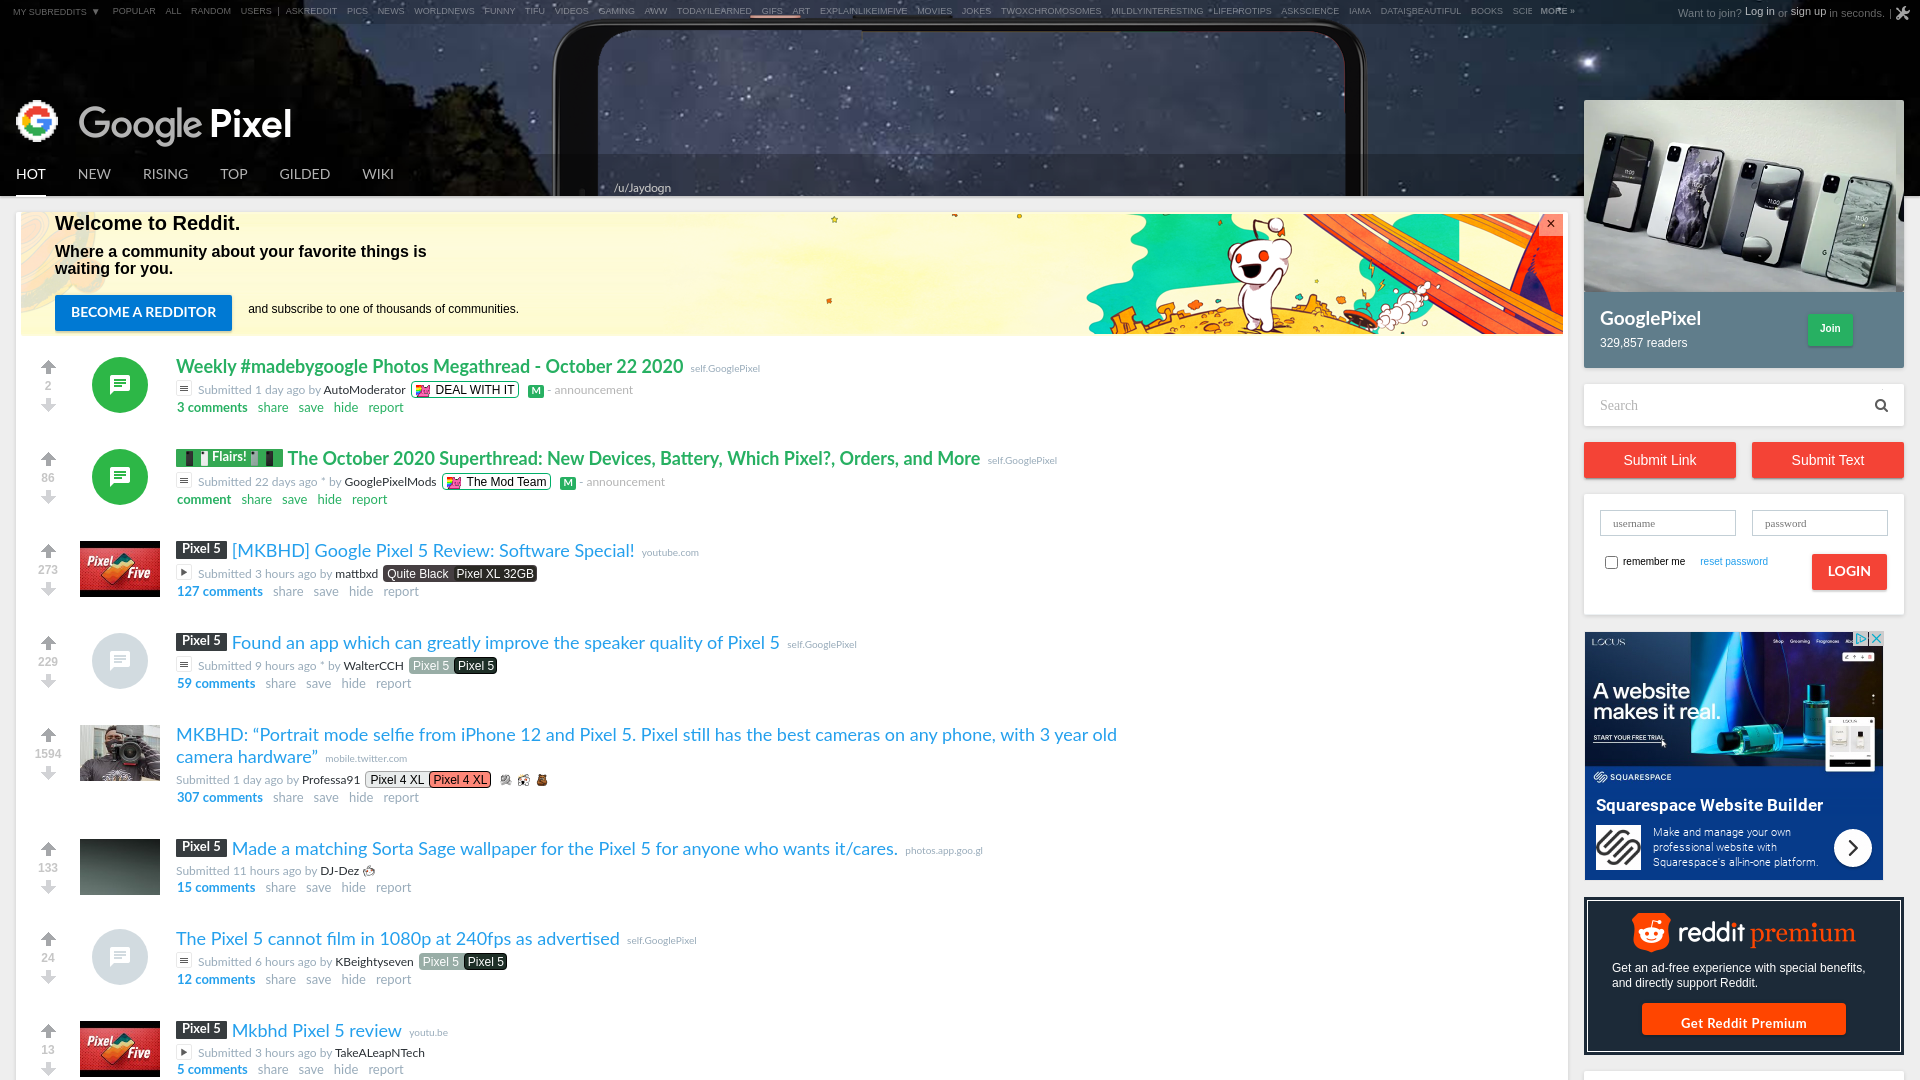 MY SUBREDDITS ▼ POPULAR ALL RANDOM USERS | ASKREDDIT PICS NEWS WORLDNEWS FUNNY TIFU VIDEOS GAMING AWW TODAYILEARNED GIFS ART EXPLAINLIKEIMFIVE MOVIES JOKES TWOXCHROMOSOMES MILDLYINTERESTING LIFEPROTIPS ASKSCIENCE IAMA DATAISBEAUTIFUL BOOKS SCIE MORE »
Want to join? Log in or sign up in seconds. |
Google Pixel
HOT NEW RISING TOP GILDED WIKI
/u/Jaydogn
Welcome to Reddit.
Where a community about your favorite things is
waiting for you.
BECOME A REDDITOR and subscribe to one of thousands of communities.
×
2
Weekly #madebygoogle Photos Megathread - October 22 2020 self.GooglePixel
Submitted 1 day ago by AutoModerator DEAL WITH IT M - announcement
3 comments share save hide report
86
Flairs! The October 2020 Superthread: New Devices, Battery, Which Pixel?, Orders, and More self.GooglePixel
Submitted 22 days ago * by GooglePixelMods The Mod Team M - announcement
comment share save hide report
273
Pixel Five
Pixel 5 [MKBHD] Google Pixel 5 Review: Software Special! youtube.com
Submitted 3 hours ago by mattbxd Quite Black Pixel XL 32GB
127 comments share save hide report
229
Pixel 5 Found an app which can greatly improve the speaker quality of Pixel 5 self.GooglePixel
Submitted 9 hours ago * by WalterCCH Pixel 5 Pixel 5
59 comments share save hide report
1594
MKBHD: “Portrait mode selfie from iPhone 12 and Pixel 5. Pixel still has the best cameras on any phone, with 3 year old
camera hardware” mobile.twitter.com
Submitted 1 day ago by Professa91 Pixel 4 XL Pixel 4 XL
307 comments share save hide report
133
Pixel 5 Made a matching Sorta Sage wallpaper for the Pixel 5 for anyone who wants it/cares. photos.app.goo.gl
Submitted 11 hours ago by DJ-Dez
15 comments share save hide report
24
The Pixel 5 cannot film in 1080p at 240fps as advertised self.GooglePixel
Submitted 6 hours ago by KBeightyseven Pixel 5 Pixel 5
12 comments share save hide report
13
Pixel Five
Pixel 5 Mkbhd Pixel 5 review youtu.be
Submitted 3 hours ago by TakeALeapNTech
5 comments share save hide report
GooglePixel
329,857 readers
Join
Search
Submit Link Submit Text
username password
remember me reset password LOGIN
LOCUS
Shop Grooming Fragrances
A website
makes it real.
START YOUR FREE TRIAL
LOCUS
SQUARESPACE
Squarespace Website Builder
Make and manage your own
professional website with
Squarespace's all-in-one platform.
reddit premium
Get an ad-free experience with special benefits,
and directly support Reddit.
Get Reddit Premium